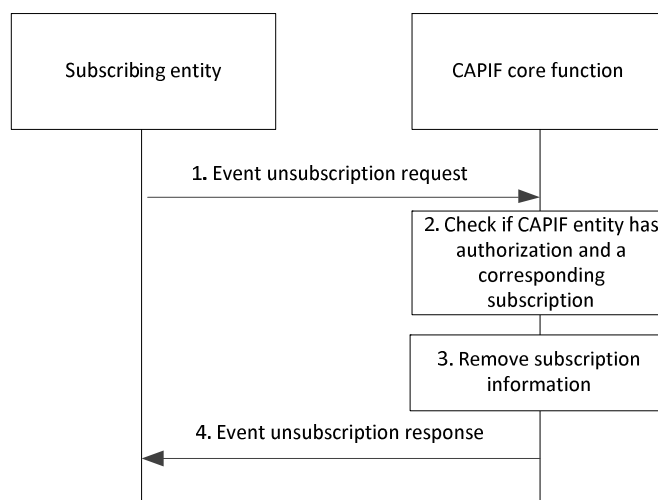 Subscribing entity
CAPIF core function
1. Event unsubscription request
2. Check if CAPIF entity has
authorization and a
corresponding
subscription
3. Remove subscription
information
4. Event unsubscription response